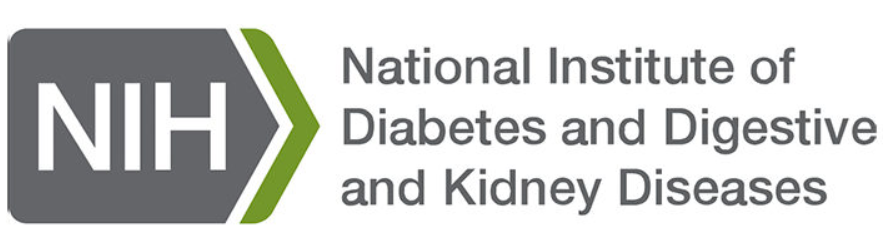 NIH
National Institute of
Diabetes and Digestive
and Kidney Diseases